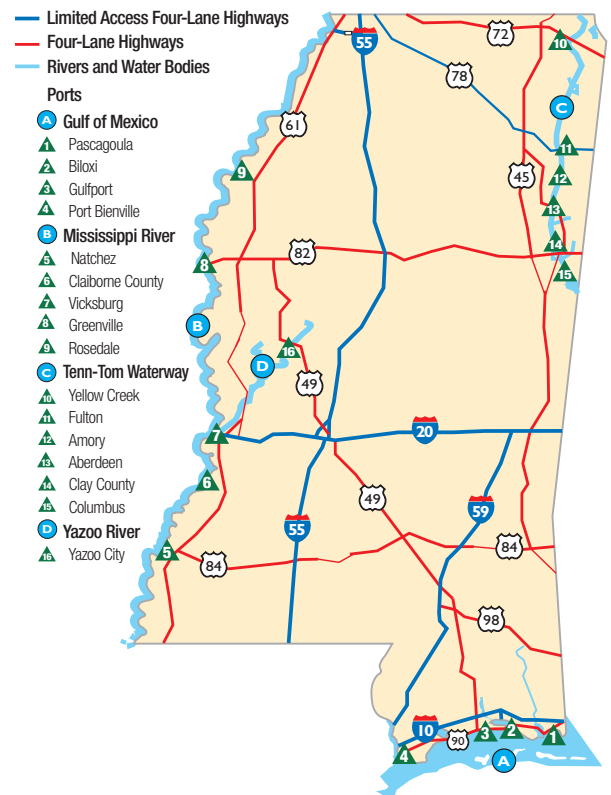 Limited Access Four-Lane Highways
Four-Lane Highways
Rivers and Water Bodies
Ports
A Gulf of Mexico
1 Pascagoula
2 Biloxi
3 Gulfport
4 Port Bienville
B Mississippi River
5 Natchez
6 Claiborne County
7 Vicksburg
8 Greenville
9 Rosedale
C Tenn-Tom Waterway
10 Yellow Creek
11 Fulton
12 Amory
13 Aberdeen
14 Clay County
15 Columbus
D Yazoo River
16 Yazoo City
55
72
10
78
C
61
11
9
45
12
13
82
14
8
15
B
16
D
49
7
20
6
49
59
55
5
84
84
98
10
90
3
2
1
4
A